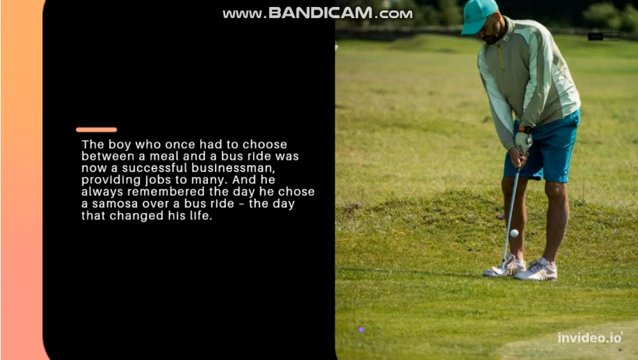 www.BANDICAM.com
The boy who once had to choose
between a meal and a bus ride was
now a successful businessman,
providing jobs to many. And he
always remembered the day he chose
a samosa over a bus ride - the day
that changed his life.
invideo.io